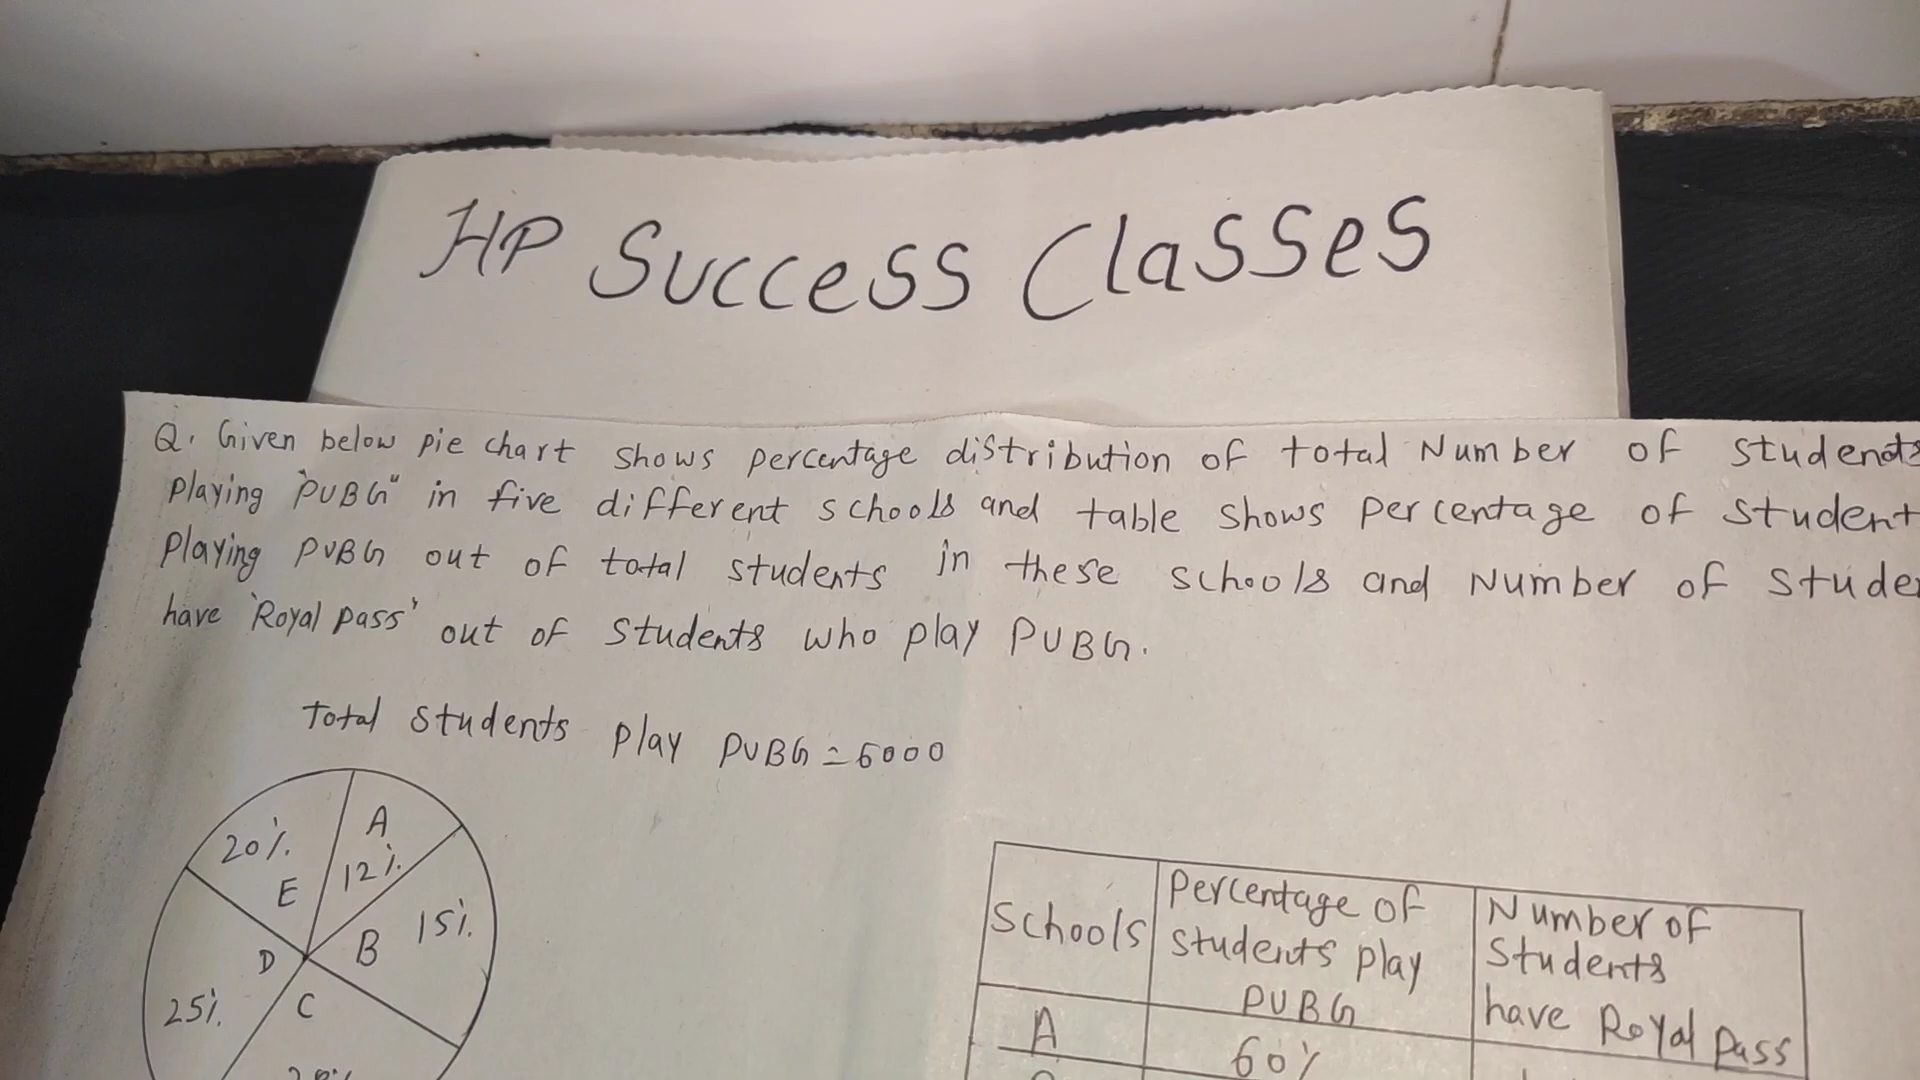 HP Success Classes
Q. Given below pie chart shows percentage distribution of total Number of students
Playing "PUBG" in five different schools and table shows percentage of student
Playing PUBG out of total students in these schools and Number of
have 'Royal pass' out of students who play PUBG.
Total students play PUBG = 6000
20%
E
A
12%
B
15%
D
25%
C
Schools
Percentage of
students play
PUBG
Number of
students
have Royal pass
A
60%